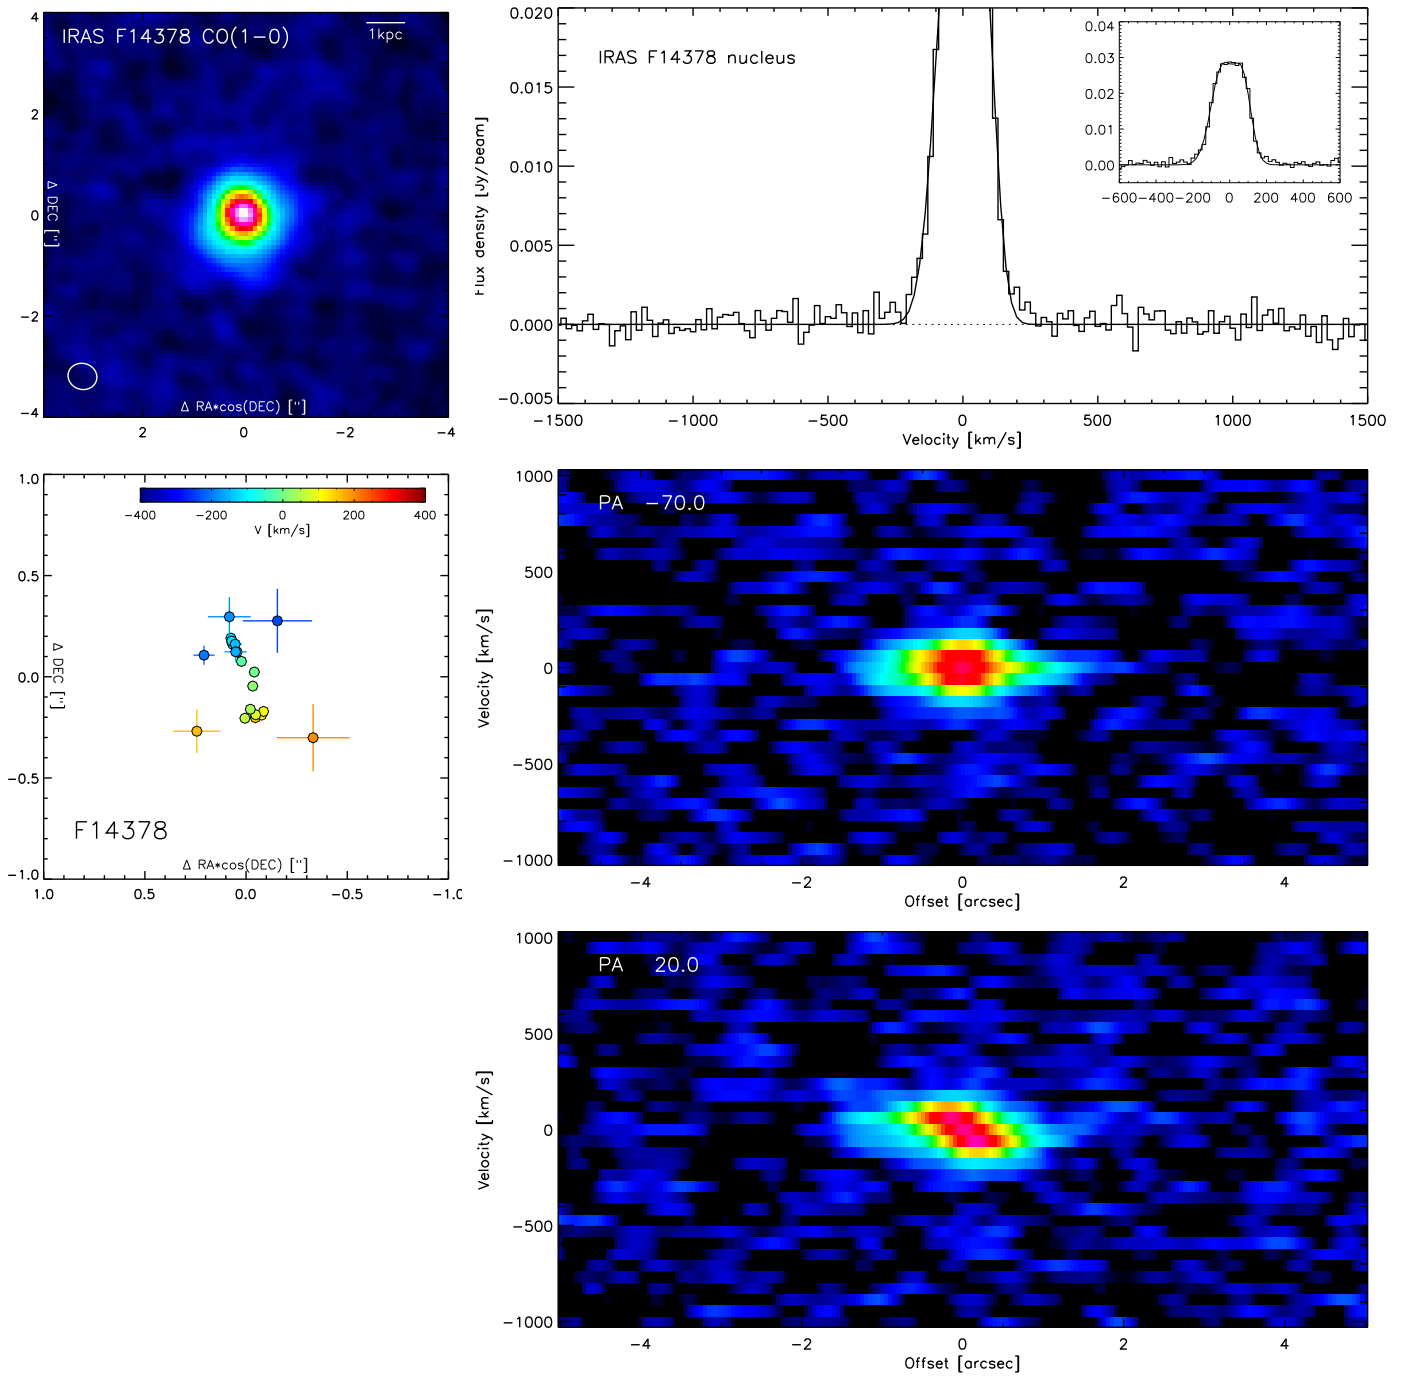 IRAS F14378 CO(1-0)
1kpc
4
2
0
-2
-4
Δ DEC ["]
Δ RA*cos(DEC) ["]
2 0 -2 -4
IRAS F14378 nucleus
0.020
0.015
0.010
0.005
0.000
-0.005
Flux density [Jy/beam]
-1500 -1000 -500 0 500 1000 1500
Velocity [km/s]
0.04
0.03
0.02
0.01
0.00
-600 -400 -200 0 200 400 600
1.0
0.5
0.0
-0.5
-1.0
-400 -200 0 200 400
V [km/s]
Δ DEC ["]
F14378
Δ RA*cos(DEC) ["]
1.0 0.5 0.0 -0.5 -1.0
PA -70.0
1000
500
0
-500
-1000
Velocity [km/s]
-4 -2 0 2 4
Offset [arcsec]
PA 20.0
1000
500
0
-500
-1000
Velocity [km/s]
-4 -2 0 2 4
Offset [arcsec]